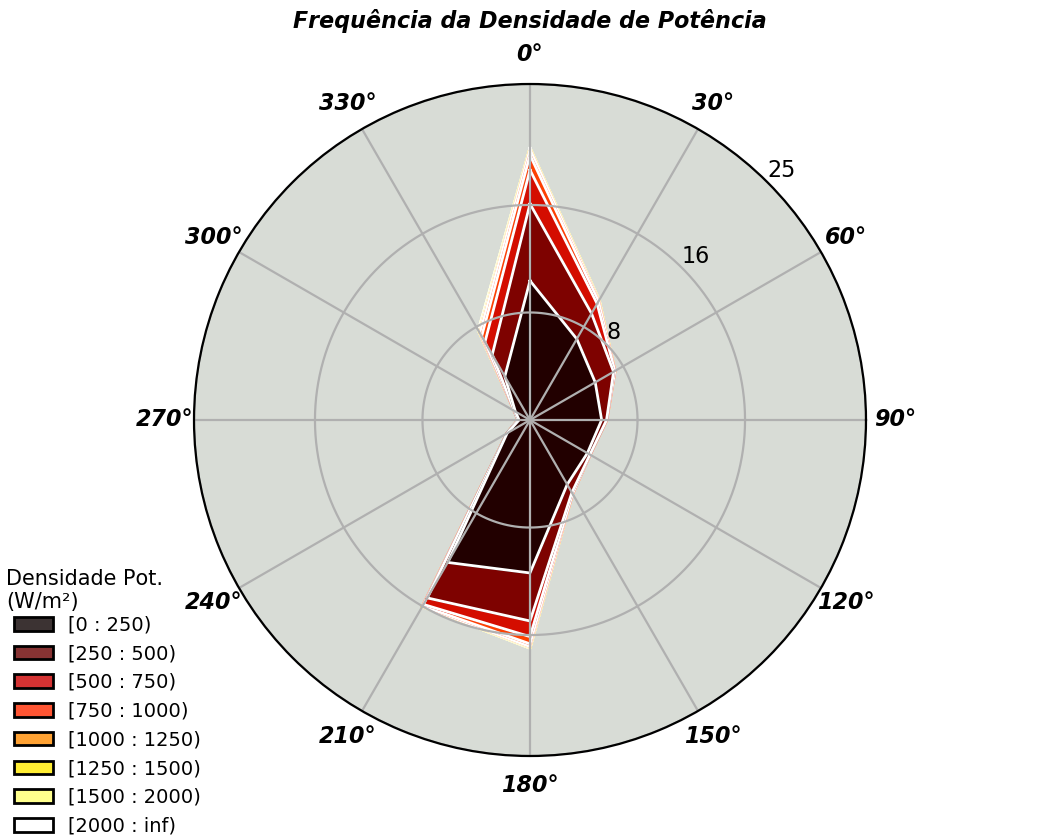 Frequência da Densidade de Potência
0°
330°
30°
25
300°
60°
16
8
270°
90°
240°
120°
210°
150°
180°
Densidade Pot.
(W/m²)
[0 : 250)
[250 : 500)
[500 : 750)
[750 : 1000)
[1000 : 1250)
[1250 : 1500)
[1500 : 2000)
[2000 : inf)